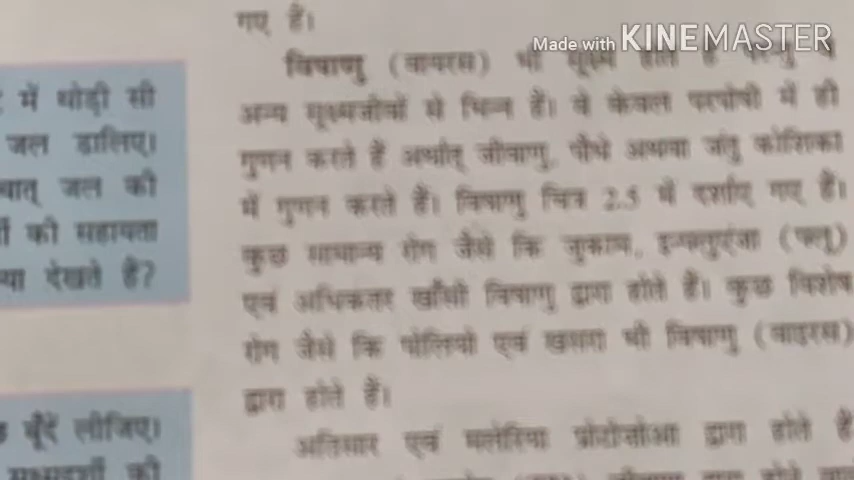 गए हैं।
Made with KINEMASTER
विषाणु (वायरस) भी सूक्ष्म होते हैं परन्तु वे
अन्य सूक्ष्मजीवों से भिन्न हैं। वे केवल परपोषी में ही
गुणन करते हैं अर्थात् जीवाणु, पौधे अथवा जंतु कोशिका
में गुणन करते हैं। विषाणु चित्र 2.5 में दर्शाए गए हैं।
कुछ सामान्य रोग जैसे कि जुकाम, इन्फ्लुएंजा (फ्लू)
एवं अधिकतर खाँसी विषाणु द्वारा होते हैं। कुछ विशेष
रोग जैसे कि पोलियो एवं खसरा भी विषाणु (वाइरस)
द्वारा होते हैं।
अतिसार एवं मलेरिया प्रोटोजोआ द्वारा होते हैं
में थोड़ी सी
जल डालिए।
जल की
की सहायता
देखते हैं?
बूँदें लीजिए।
की